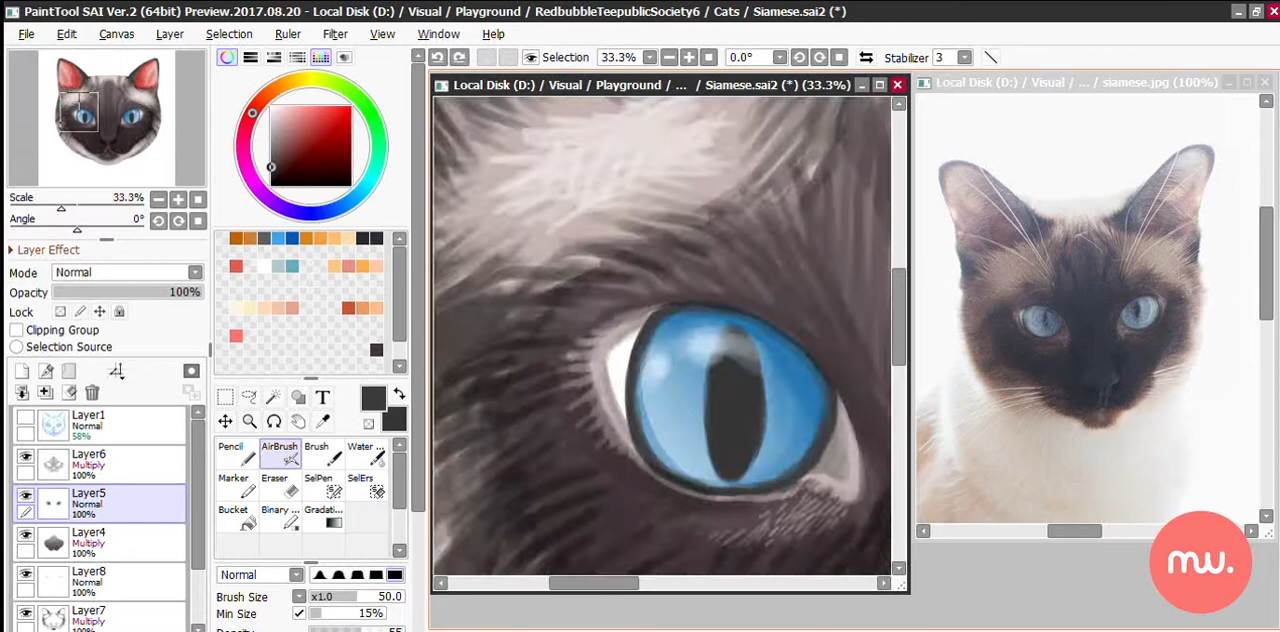 PaintTool SAI Ver.2 (64bit) Preview.2017.08.20 - Local Disk (D:) / Visual / Playground / RedbubbleTeepublicSociety6 / Cats / Siamese.sai2 (*)
File Edit Canvas Layer Selection Ruler Filter View Window Help
Selection 33.3% 0.0° Stabilizer 3
Local Disk (D:) / Visual / Playground / ... / Siamese.sai2 (*) (33.3%)
Local Disk (D:) / Visual / ... / siamese.jpg (100%)
Scale 33.3%
Angle 0°
Layer Effect
Mode Normal
Opacity 100%
Lock
Clipping Group
Selection Source
Layer1
Normal
58%
Layer6
Multiply
100%
Layer5
Normal
100%
Layer4
Multiply
100%
Layer8
Normal
100%
Layer7
Multiply
100%
T
Pencil AirBrush Brush Water ...
Marker Eraser SelPen SelErs
Bucket Binary ... Gradati...
Normal
Brush Size x1.0 50.0
Min Size 15%
mw.